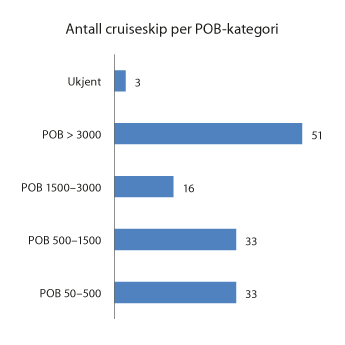 Antall cruiseskip per POB-kategori
Ukjent 3
POB > 3000 51
POB 1500–3000 16
POB 500–1500 33
POB 50–500 33